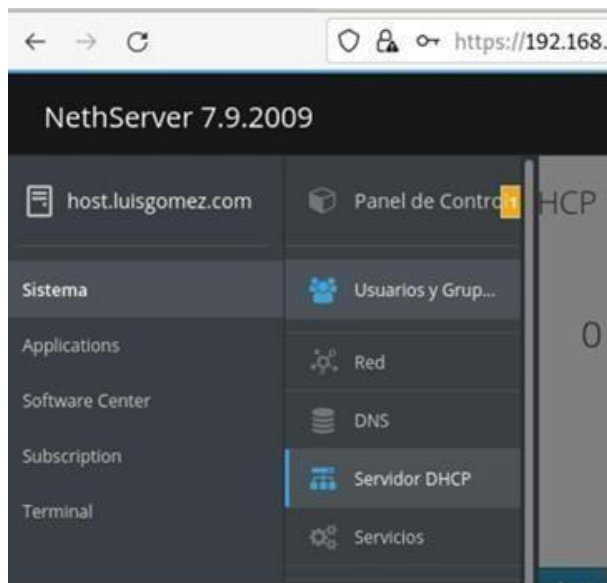 https://192.168.
NethServer 7.9.2009
host.luisgomez.com
Sistema
Applications
Software Center
Subscription
Terminal
Panel de Contro
1
Usuarios y Grup...
Red
DNS
Servidor DHCP
Servicios
HCP
0